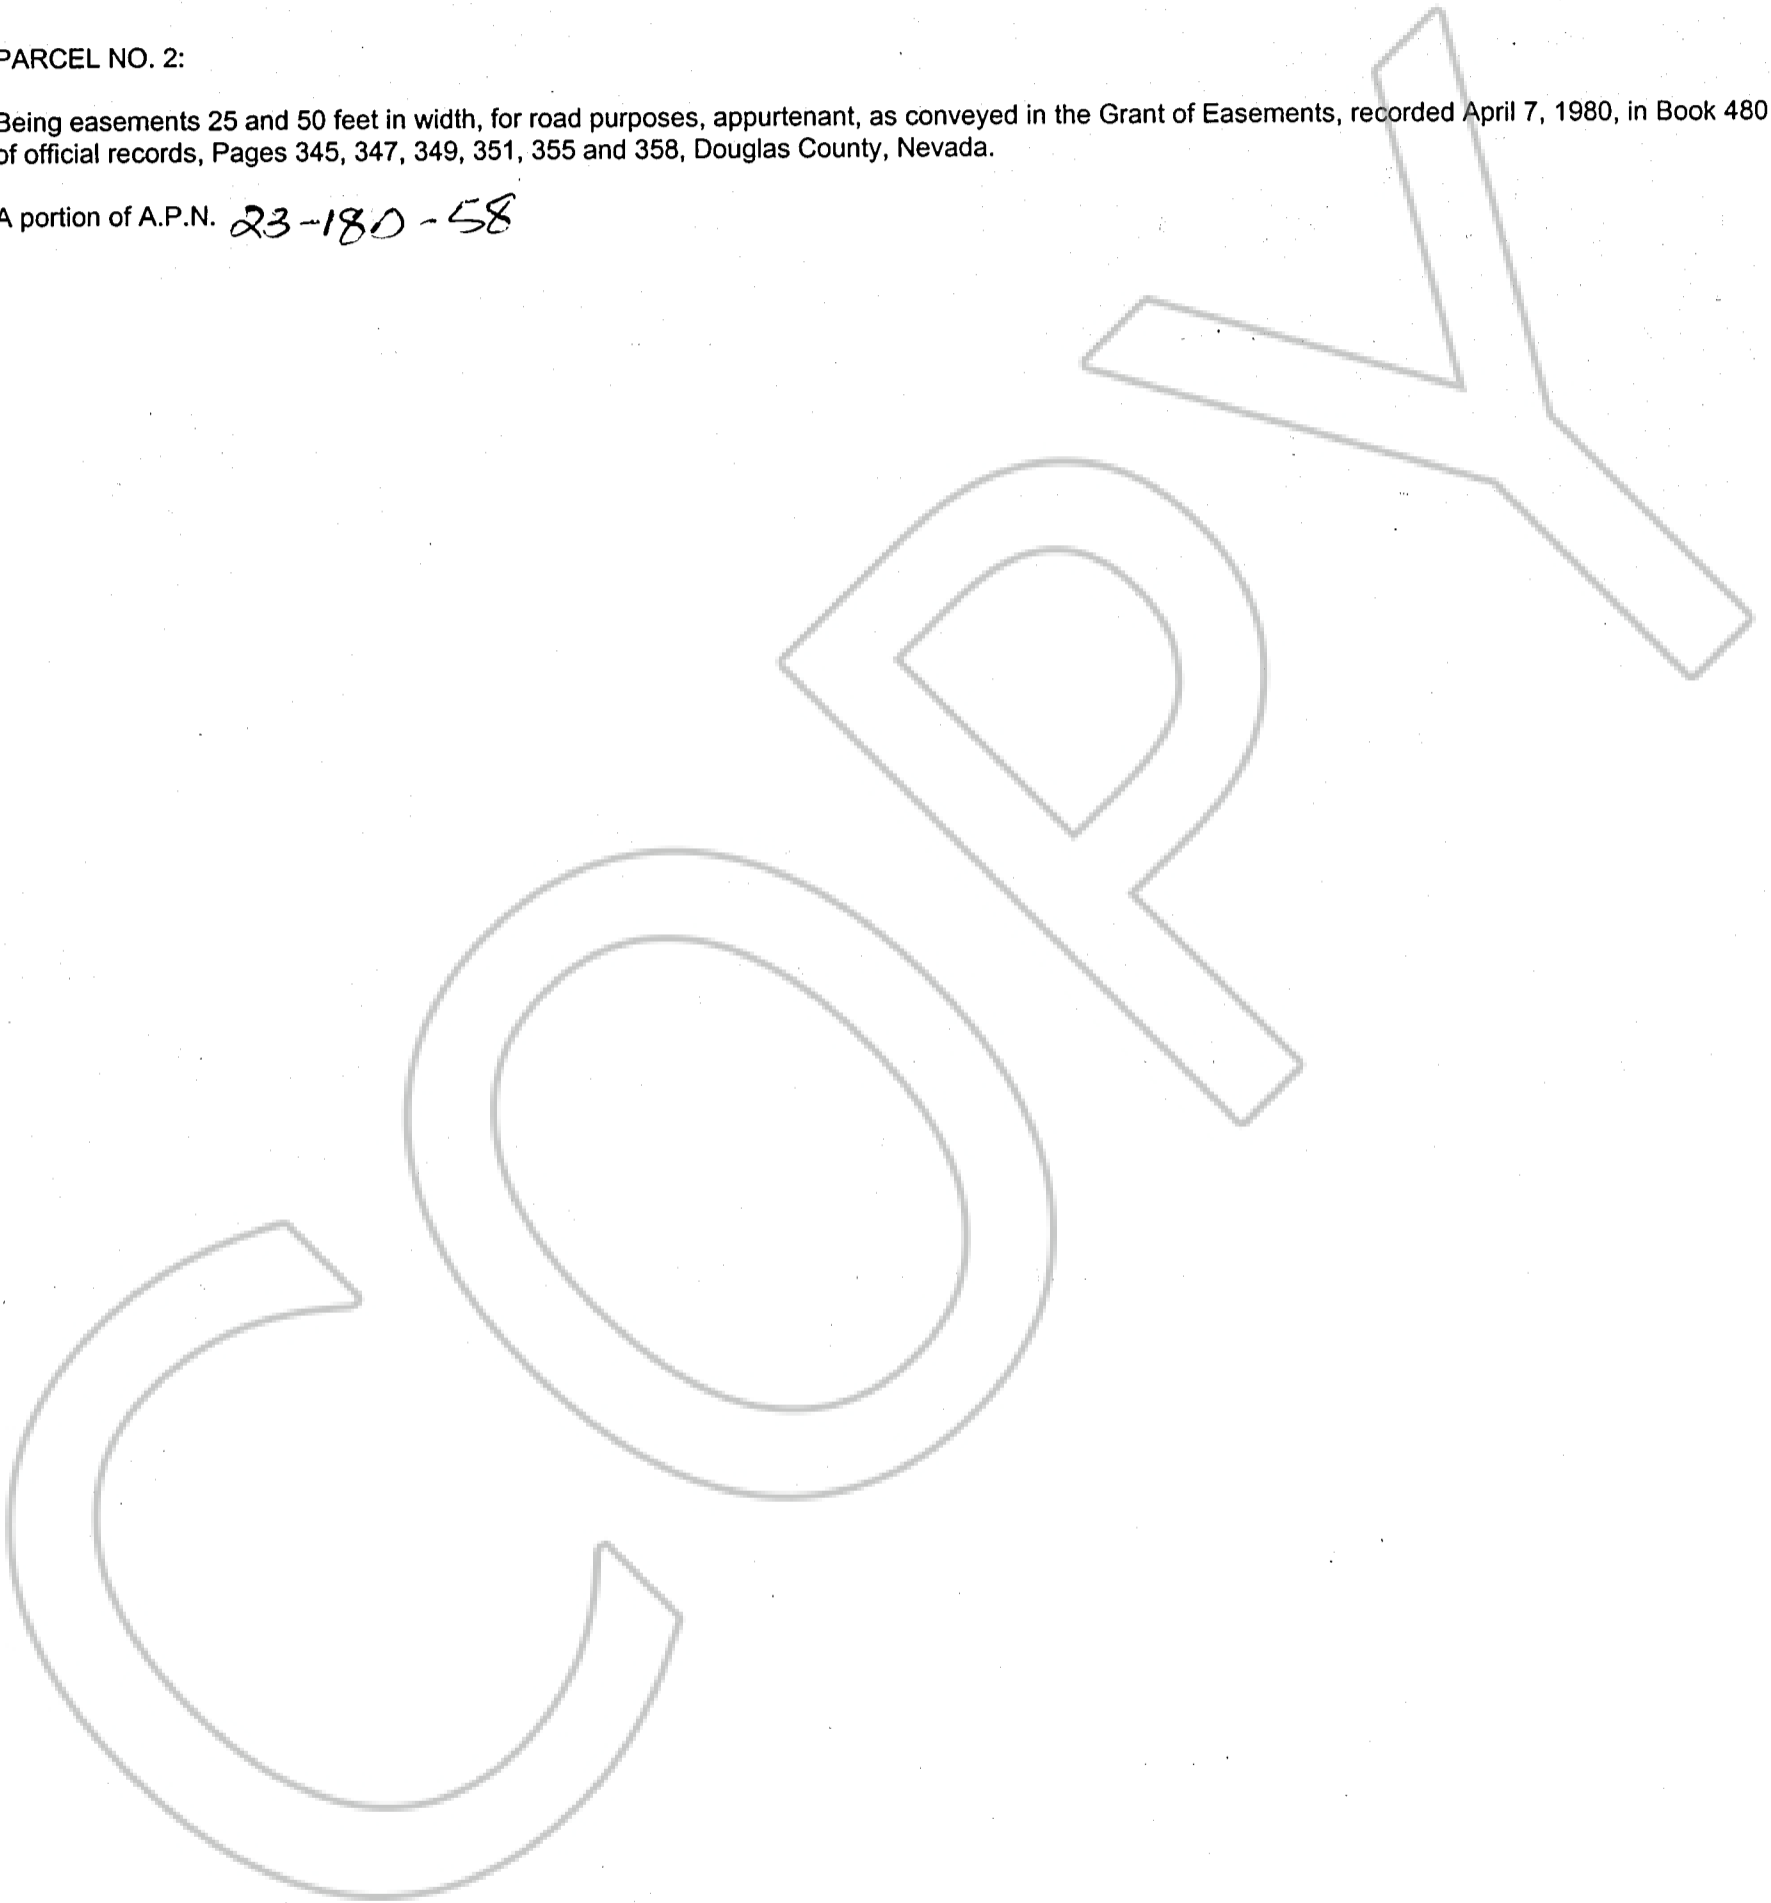 PARCEL NO. 2:
Being easements 25 and 50 feet in width, for road purposes, appurtenant, as conveyed in the Grant of Easements, recorded April 7, 1980, in Book 480
of official records, Pages 345, 347, 349, 351, 355 and 358, Douglas County, Nevada.
A portion of A.P.N. 23-180-58
COPY